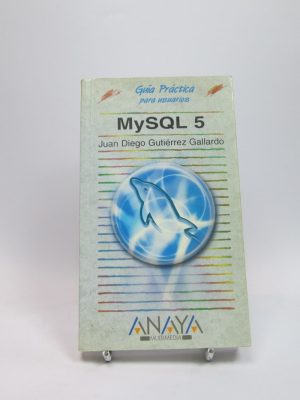 Guía Práctica
para usuarios
MySQL 5
Juan Diego Gutiérrez Gallardo
ANAYA
MULTIMEDIA